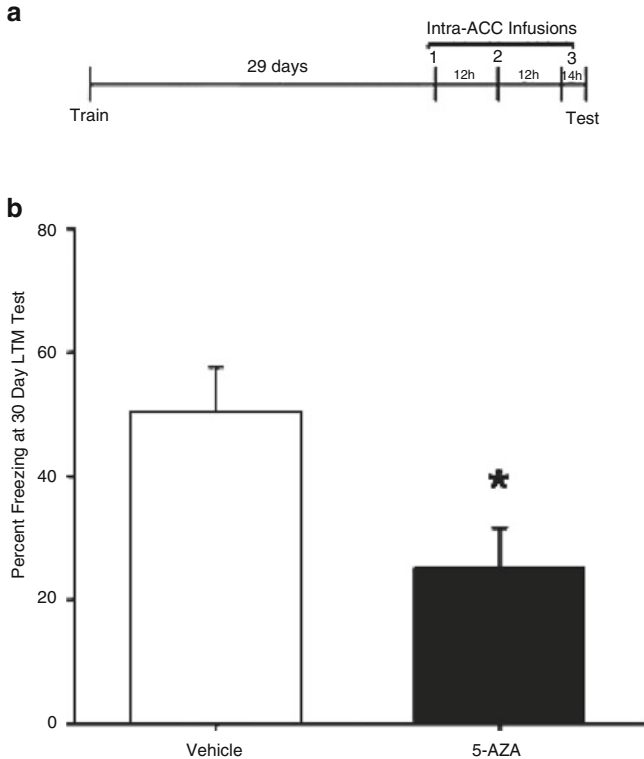 a
Intra-ACC Infusions
1 2 3
29 days 12h 12h 14h
Train Test
b
Percent Freezing at 30 Day LTM Test
80
60
40
20
0
*
Vehicle 5-AZA